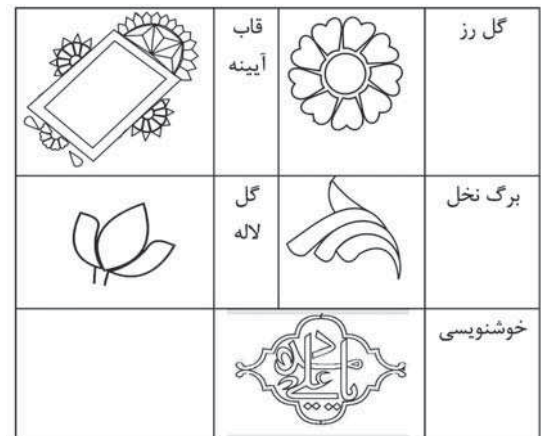 گل رز
قاب
آیینه
برگ نخل
گل
لاله
خوشنویسی